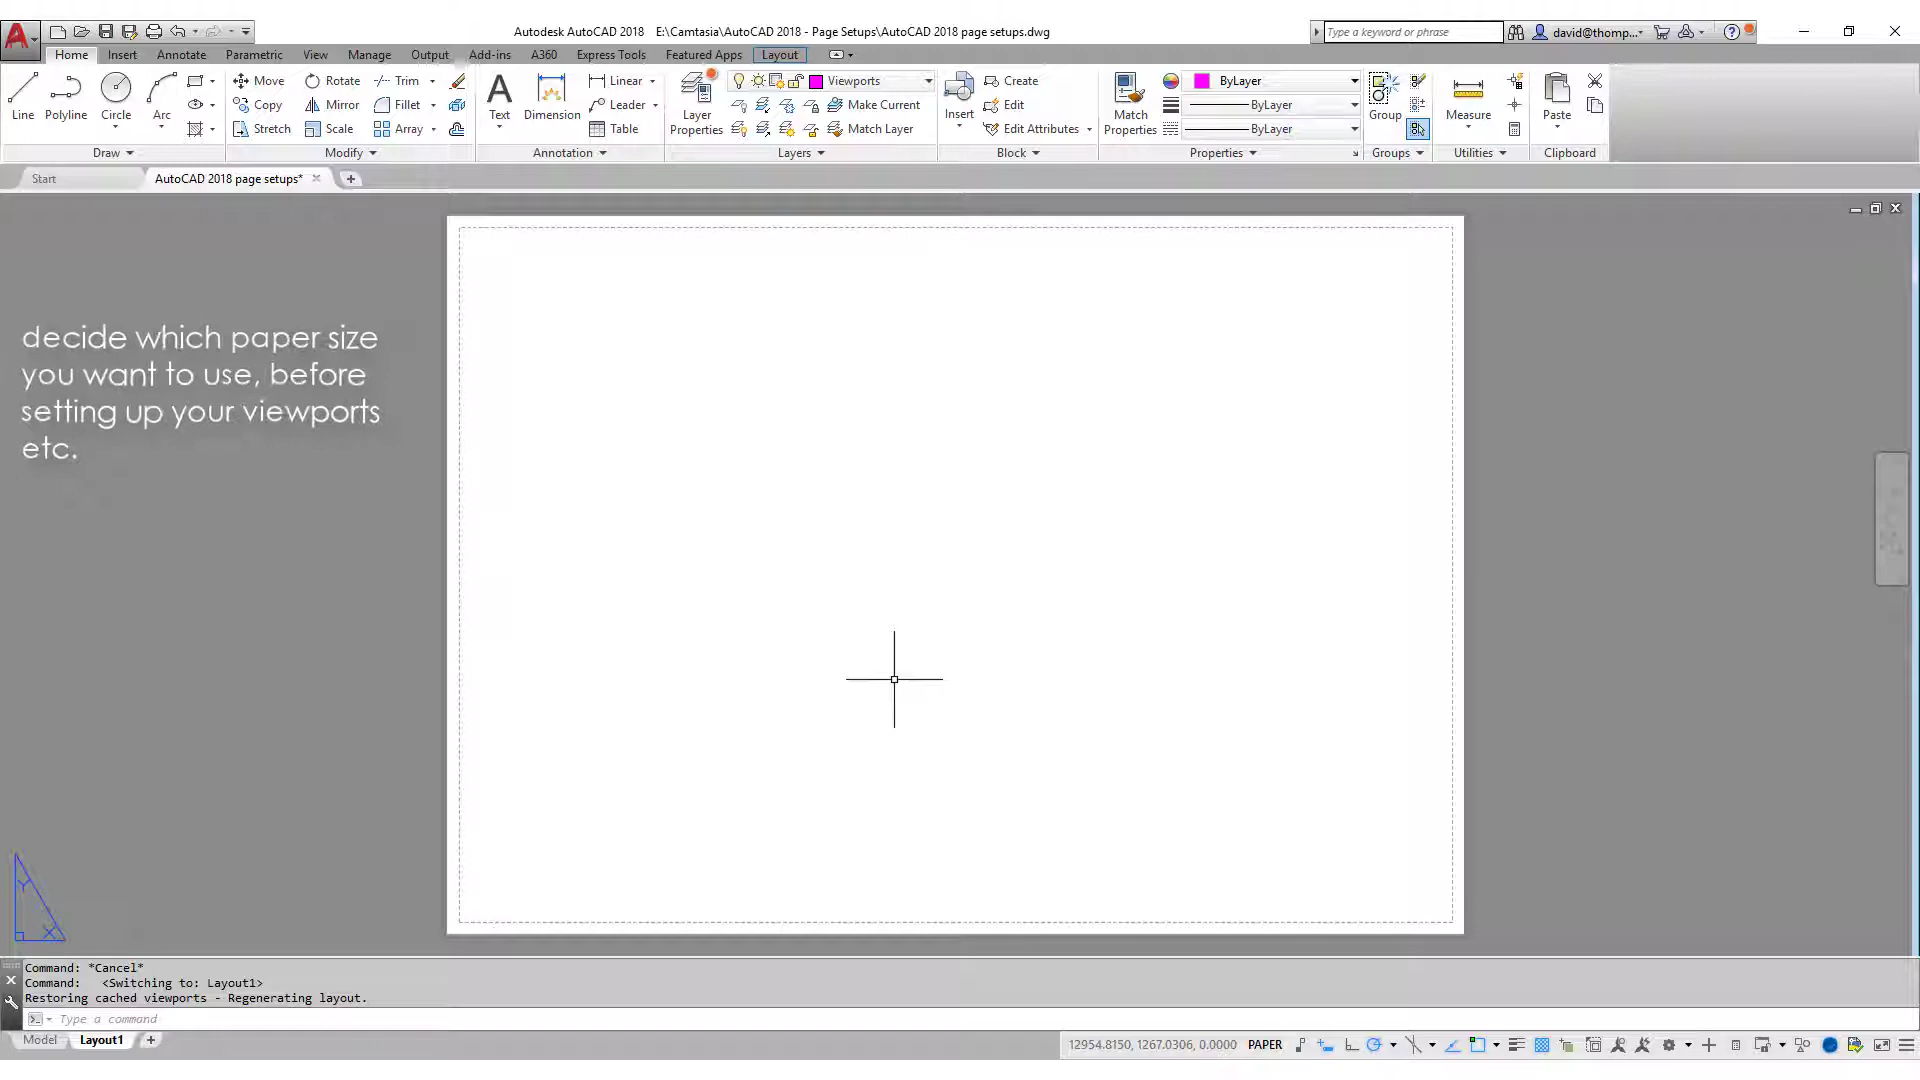 Autodesk AutoCAD 2018 E:\Camtasia\AutoCAD 2018 - Page Setups\AutoCAD 2018 page setups.dwg
Type a keyword or phrase
david@thomp...
Home Insert Annotate Parametric View Manage Output Add-ins A360 Express Tools Featured Apps Layout
Line Polyline Circle Arc
Draw
Move Rotate Trim
Copy Mirror Fillet
Stretch Scale Array
Modify
Text Dimension
Linear
Leader
Table
Annotation
Layer Properties
Viewports
Make Current
Match Layer
Layers
Insert
Create
Edit
Edit Attributes
Block
Match Properties
ByLayer
ByLayer
ByLayer
Properties
Group
Groups
Measure
Utilities
Paste
Clipboard
Start
AutoCAD 2018 page setups*
decide which paper size
you want to use, before
setting up your viewports
etc.
Y
X
Command: *Cancel*
Command: <Switching to: Layout1>
Restoring cached viewports - Regenerating layout.
Type a command
Model Layout1
12954.8150, 1267.0306, 0.0000 PAPER